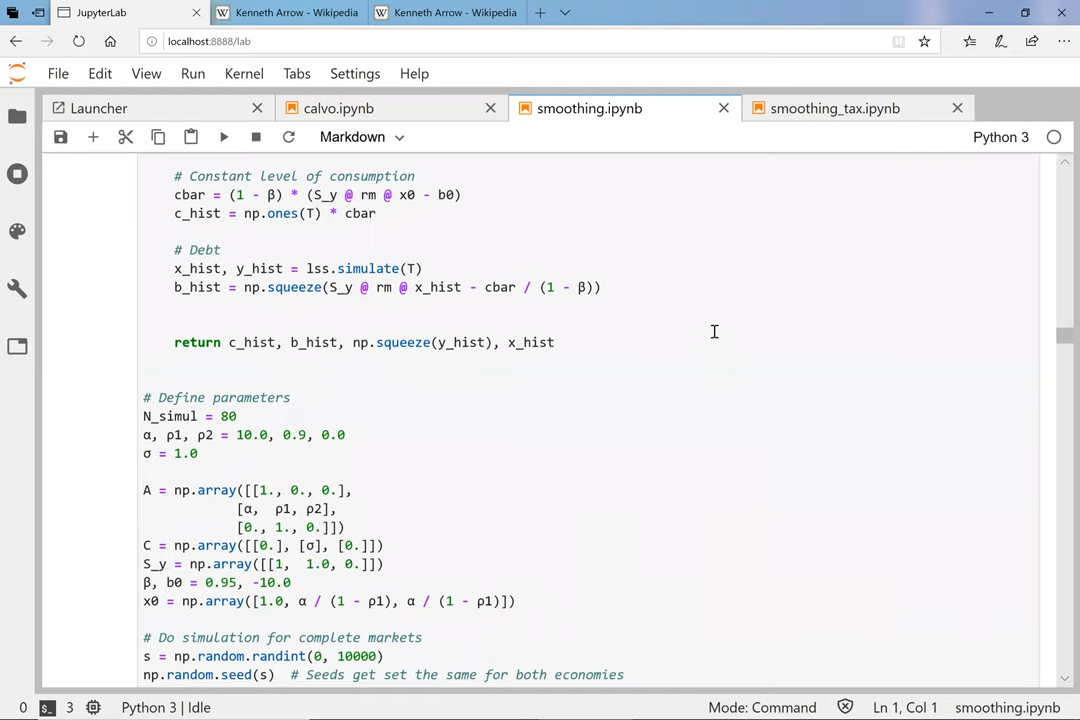 JupyterLab
Kenneth Arrow - Wikipedia
Kenneth Arrow - Wikipedia
localhost:8888/lab
File Edit View Run Kernel Tabs Settings Help
Launcher
calvo.ipynb
smoothing.ipynb
smoothing_tax.ipynb
Markdown
Python 3
# Constant level of consumption
cbar = (1 - β) * (S_y @ rm @ x0 - b0)
c_hist = np.ones(T) * cbar
# Debt
x_hist, y_hist = lss.simulate(T)
b_hist = np.squeeze(S_y @ rm @ x_hist - cbar / (1 - β))
return c_hist, b_hist, np.squeeze(y_hist), x_hist
# Define parameters
N_simul = 80
α, ρ1, ρ2 = 10.0, 0.9, 0.0
σ = 1.0
A = np.array([[1., 0., 0.],
[α, ρ1, ρ2],
[0., 1., 0.]])
C = np.array([[0.], [σ], [0.]])
S_y = np.array([[1, 1.0, 0.]])
β, b0 = 0.95, -10.0
x0 = np.array([1.0, α / (1 - ρ1), α / (1 - ρ1)])
# Do simulation for complete markets
s = np.random.randint(0, 10000)
np.random.seed(s) # Seeds get set the same for both economies
0 $_ 3 Python 3 | Idle Mode: Command Ln 1, Col 1 smoothing.ipynb